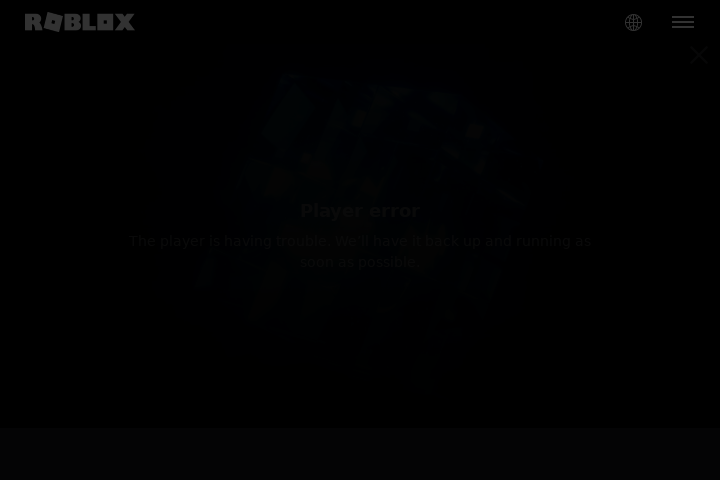 ROBLOX
Player error
The player is having trouble. We'll have it back up and running as
soon as possible.